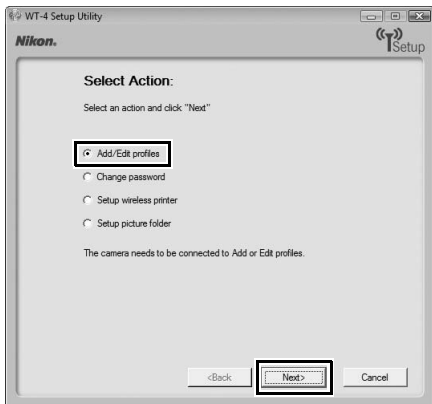 WT-4 Setup Utility
Nikon.
Setup
Select Action:
Select an action and click "Next"
Add/Edit profiles
Change password
Setup wireless printer
Setup picture folder
The camera needs to be connected to Add or Edit profiles.
<Back Next> Cancel